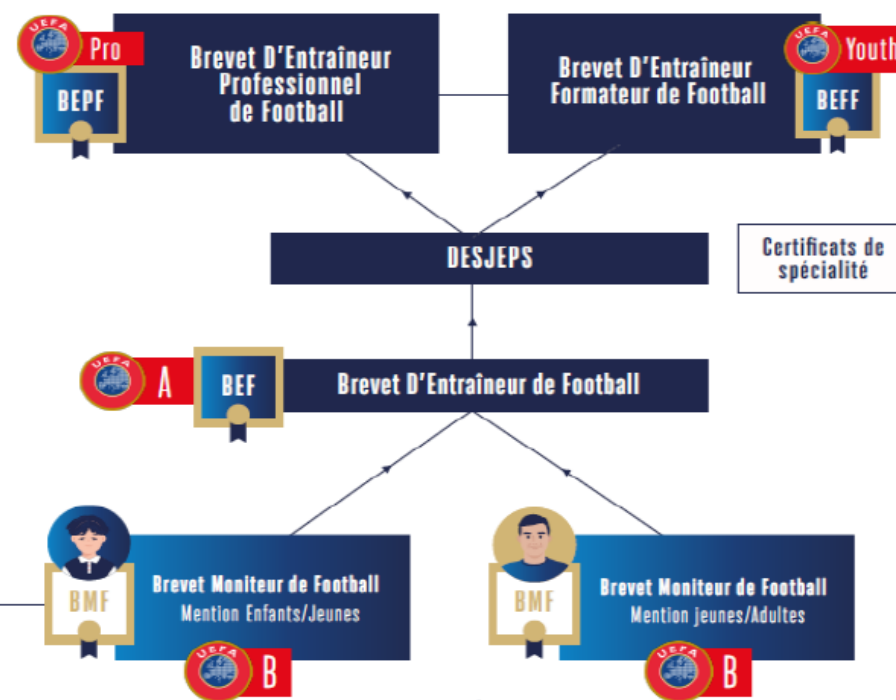 UEFA
Pro
BEPF
Brevet D'Entraîneur
Professionnel
de Football
Brevet D'Entraîneur
Formateur de Football
UEFA
Youth
BEFF
DESJEPS
Certificats de
spécialité
UEFA
A
BEF
Brevet D'Entraîneur de Football
BMF
Brevet Moniteur de Football
Mention Enfants/Jeunes
UEFA
B
BMF
Brevet Moniteur de Football
Mention jeunes/Adultes
UEFA
B